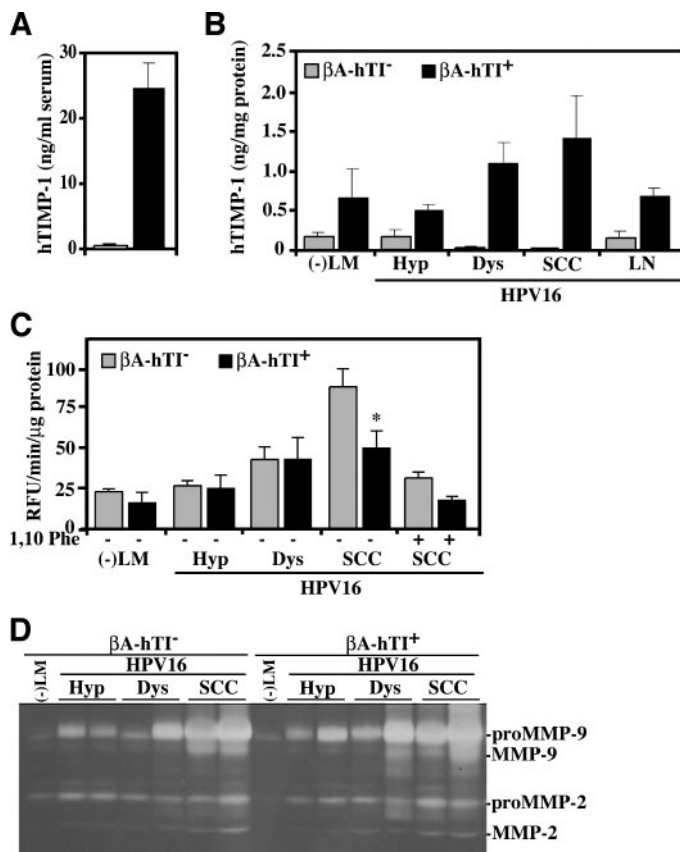 A
hTIMP-1 (ng/ml serum)
30
20
10
0
B
hTIMP-1 (ng/mg protein)
2.5
2.0
1.5
1.0
0.5
0
βA-hTI- βA-hTI+
(-)LM Hyp Dys SCC LN
HPV16
C
RFU/min/μg protein
100
75
50
25
0
βA-hTI- βA-hTI+
*
1,10 Phe - - - - - - - - + +
(-)LM Hyp Dys SCC SCC
HPV16
D
βA-hTI- βA-hTI+
(-)LM HPV16 (-)LM HPV16
Hyp Dys SCC Hyp Dys SCC
-proMMP-9
-MMP-9
-proMMP-2
-MMP-2